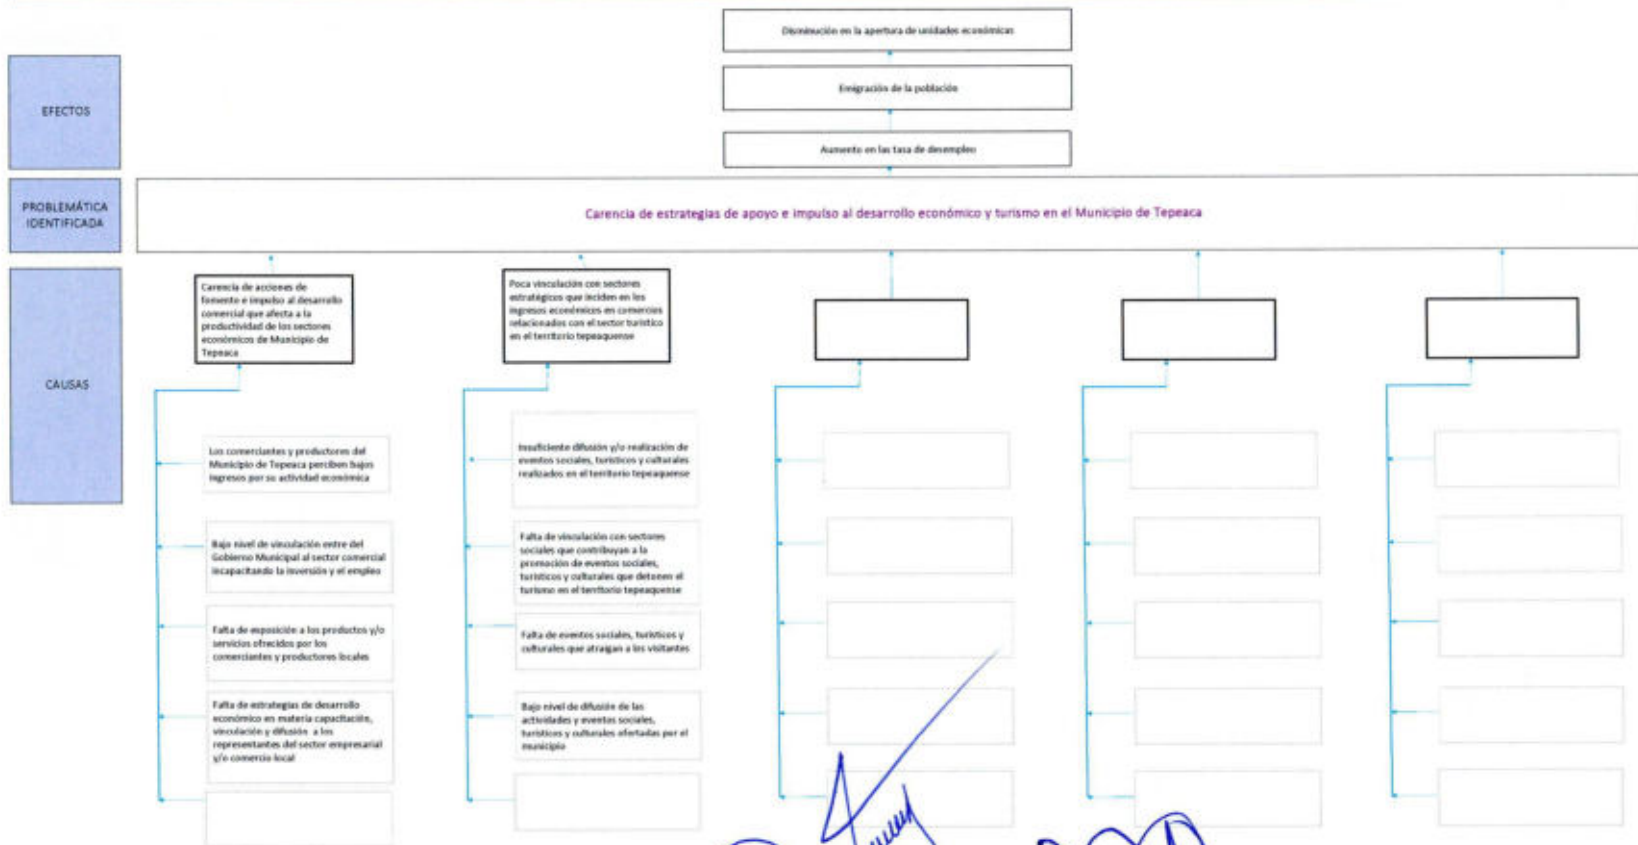 Disminución en la apertura de unidades económicas
EFECTOS
Emigración de la población
Aumento en las tasa de desempleo
PROBLEMÁTICA
IDENTIFICADA
Carencia de estrategias de apoyo e impulso al desarrollo económico y turismo en el Municipio de Tepeaca
CAUSAS
Carencia de acciones de
fomento e impulso al desarrollo
comercial que afecta a la
productividad de los sectores
económicos de Municipio de
Tepeaca
Los comerciantes y productores del
Municipio de Tepeaca perciben bajos
ingresos por su actividad económica
Bajo nivel de vinculación entre del
Gobierno Municipal al sector comercial
incapacitando la inversión y el empleo
Falta de exposición a los productos y/o
servicios ofrecidos por los
comerciantes y productores locales
Falta de estrategias de desarrollo
económico en materia capacitación,
vinculación y difusión a los
representantes del sector empresarial
y/o comercio local
Poca vinculación con sectores
estratégicos que inciden en los
ingresos económicos en comercios
relacionados con el sector turístico
en el territorio tepeaquense
Insuficiente difusión y/o realización de
eventos sociales, turísticos y culturales
realizados en el territorio tepeaquense
Falta de vinculación con sectores
sociales que contribuyan a la
promoción de eventos sociales,
turísticos y culturales que detonen el
turismo en el territorio tepeaquense
Falta de eventos sociales, turísticos y
culturales que atraigan a los visitantes
Bajo nivel de difusión de las
actividades y eventos sociales,
turísticos y culturales ofertadas por el
municipio